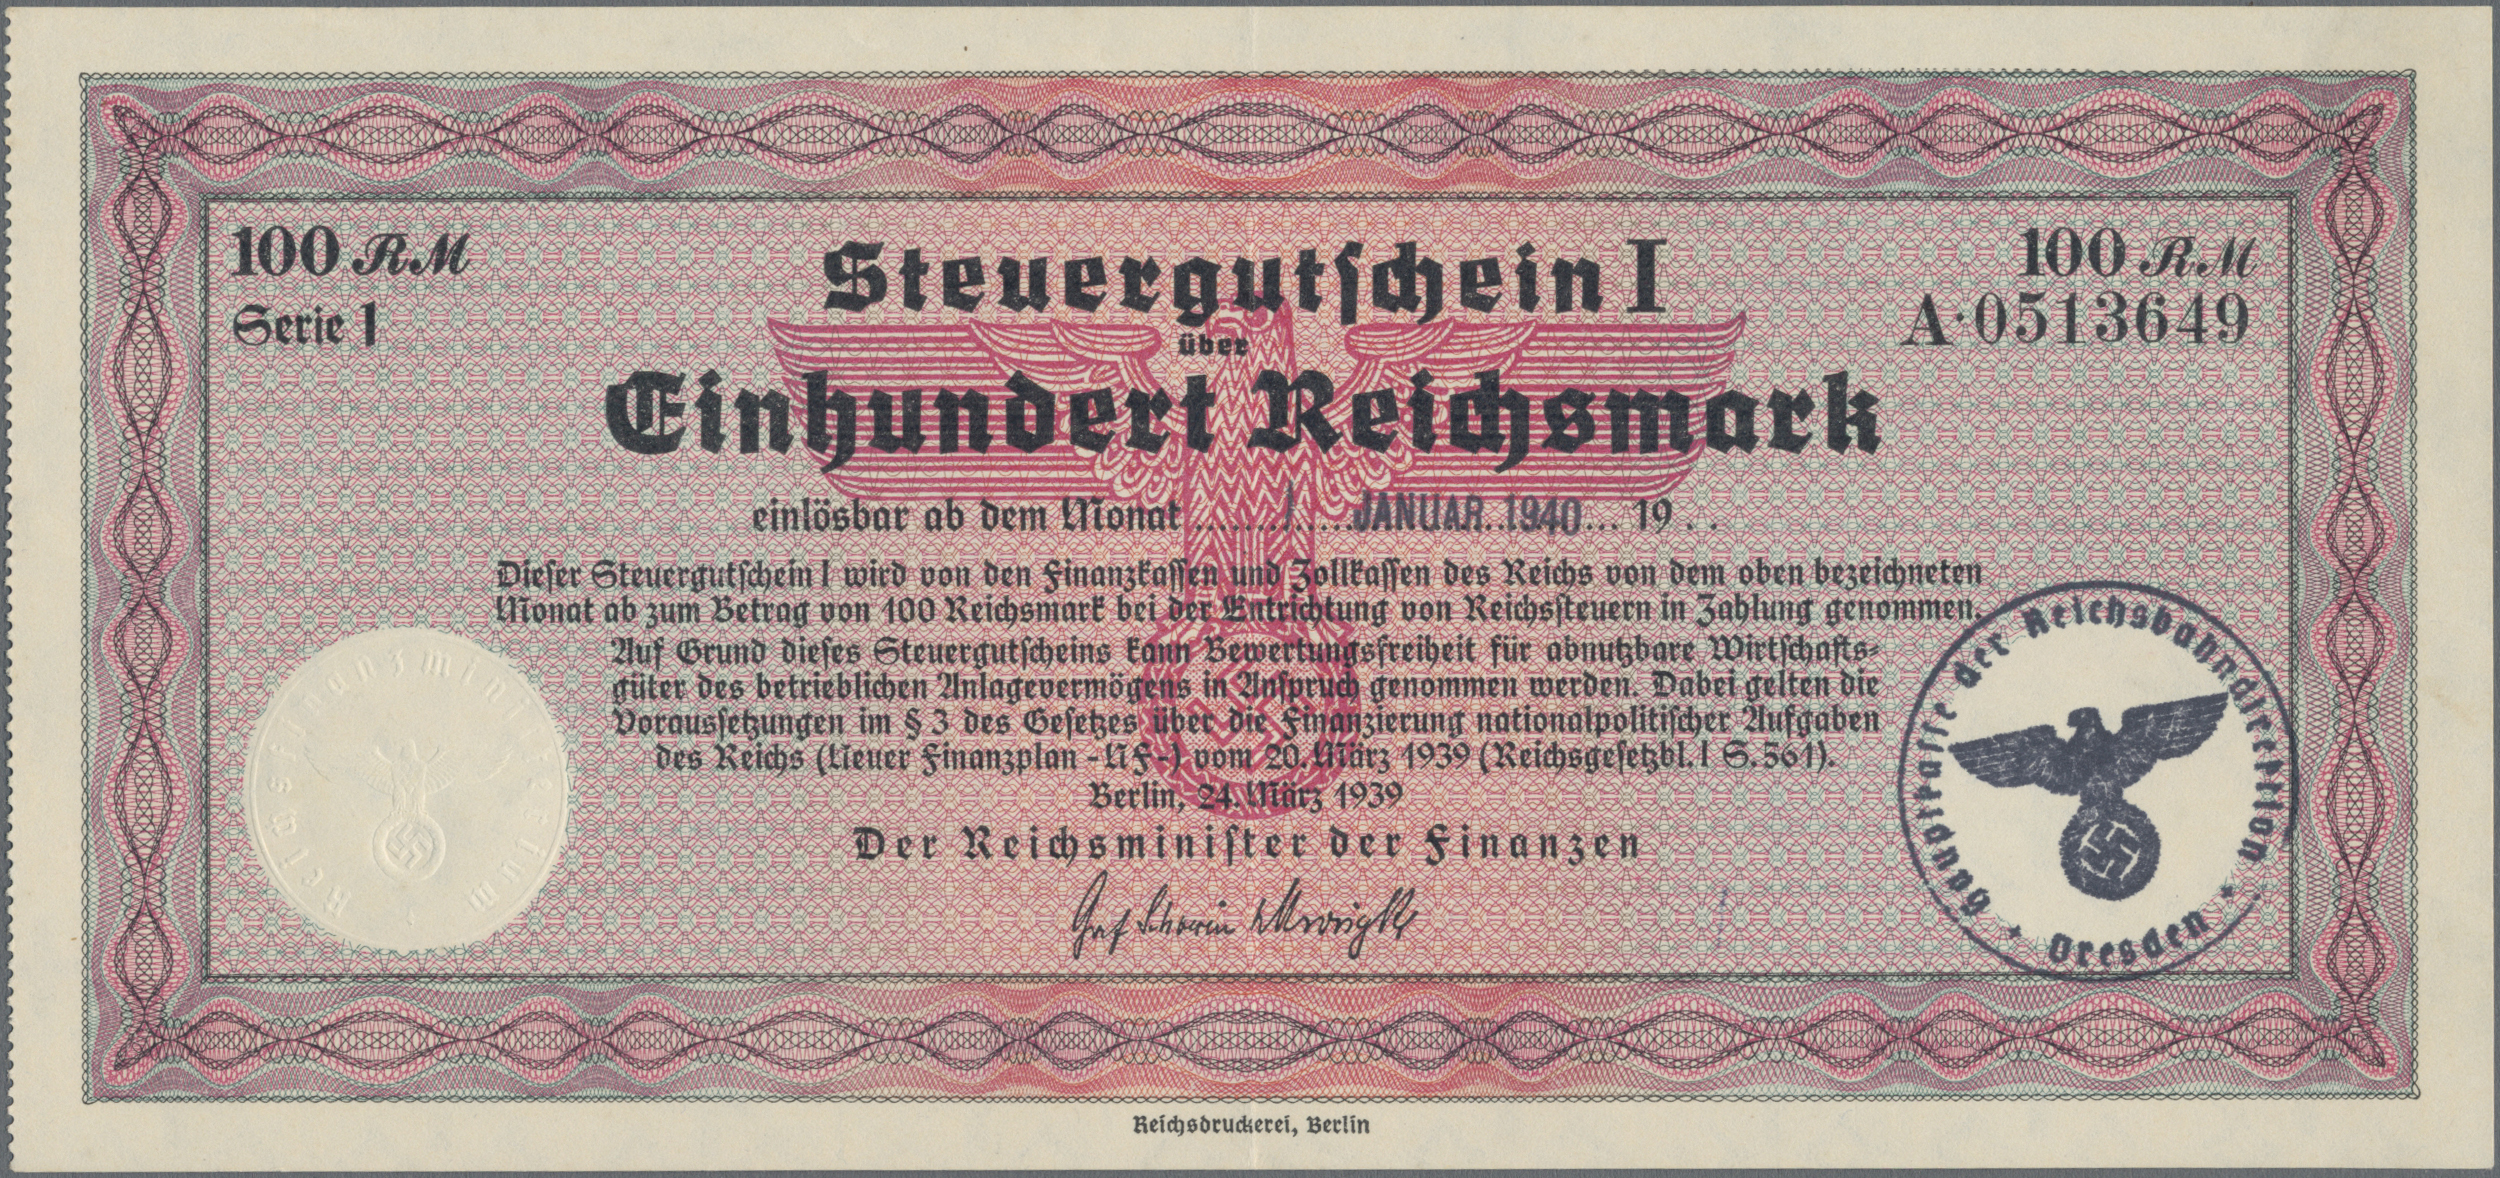 100 RM
Serie I
Steuergutschein I
100 RM
A·0513649
über
Einhundert Reichsmark
einlösbar ab dem Monat ......./....JANUAR 1940... 19 . .
Dieser Steuergutschein I wird von den Finanzkassen und Zollkassen des Reichs von dem oben bezeichneten
Monat ab zum Betrag von 100 Reichsmark bei der Entrichtung von Reichssteuern in Zahlung genommen.
Auf Grund dieses Steuergutscheins kann Bewertungsfreiheit für abnutzbare Wirtschafts-
güter des betrieblichen Anlagevermögens in Anspruch genommen werden. Dabei gelten die
Voraussetzungen im § 3 des Gesetzes über die Finanzierung nationalpolitischer Aufgaben
des Reichs (Neuer Finanzplan - NF -) vom 20. März 1939 (Reichsgesetzbl. I S. 561).
Berlin, 24. März 1939
Der Reichsminister der Finanzen
Graf Schwerin Krosigk
Reichsfinanzministerium
Hauptkasse der Reichsbahndirektion
Dresden
Reichsdruckerei, Berlin